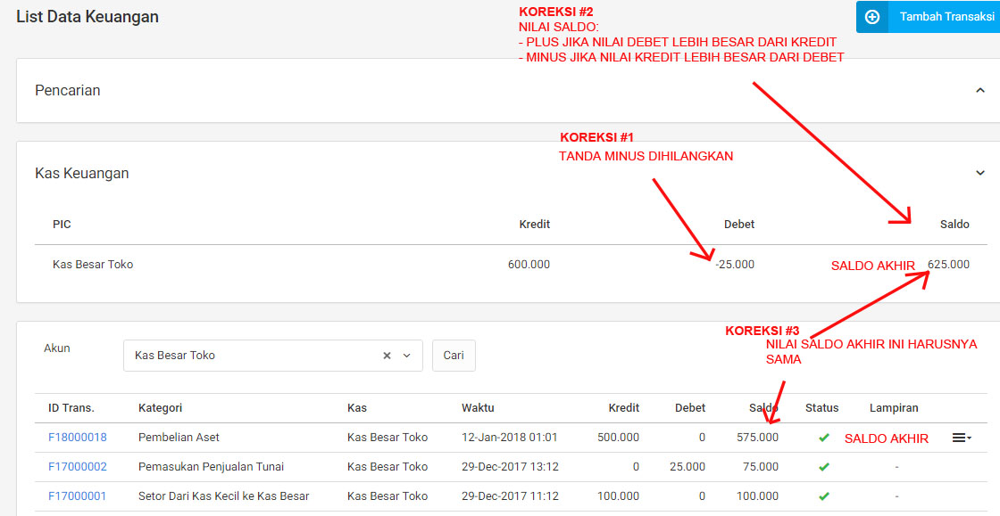 List Data Keuangan
KOREKSI #2
NILAI SALDO:
- PLUS JIKA NILAI DEBET LEBIH BESAR DARI KREDIT
- MINUS JIKA NILAI KREDIT LEBIH BESAR DARI DEBET
Tambah Transaksi
Pencarian
KOREKSI #1
TANDA MINUS DIHILANGKAN
Kas Keuangan
PIC Kredit Debet Saldo
Kas Besar Toko 600.000 -25.000 SALDO AKHIR 625.000
KOREKSI #3
NILAI SALDO AKHIR INI HARUSNYA
SAMA
Akun Kas Besar Toko Cari
ID Trans. Kategori Kas Waktu Kredit Debet Saldo Status Lampiran
F18000018 Pembelian Aset Kas Besar Toko 12-Jan-2018 01:01 500.000 0 575.000 SALDO AKHIR
F17000002 Pemasukan Penjualan Tunai Kas Besar Toko 29-Dec-2017 13:12 0 25.000 75.000 -
F17000001 Setor Dari Kas Kecil ke Kas Besar Kas Besar Toko 29-Dec-2017 11:12 100.000 0 100.000 -